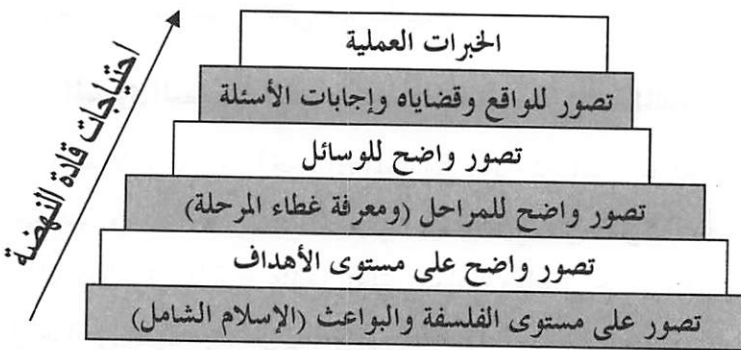 الخبرات العملية
تصور للواقع وقضاياه وإجابات الأسئلة
تصور واضح للوسائل
تصور واضح للمراحل (ومعرفة غطاء المرحلة)
تصور واضح على مستوى الأهداف
تصور على مستوى الفلسفة والبواعث (الإسلام الشامل)
احتياجات قادة النهضة